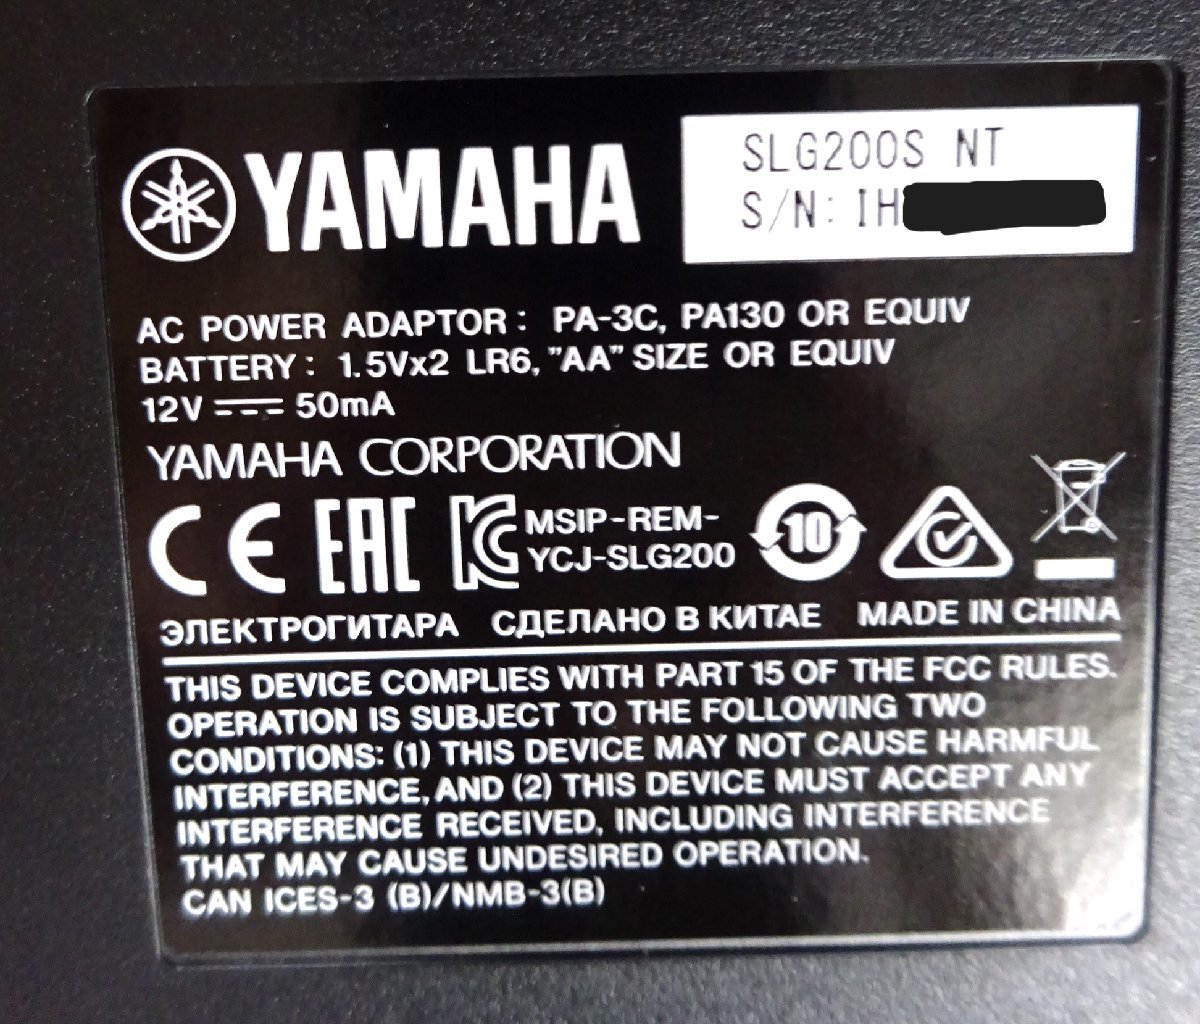 YAMAHA
SLG200S NT
S/N: IH
AC POWER ADAPTOR: PA-3C, PA130 OR EQUIV
BATTERY: 1.5Vx2 LR6, "AA" SIZE OR EQUIV
12V ⎓ 50mA
YAMAHA CORPORATION
CE EAC KC MSIP-REM-
YCJ-SLG200
10
ЭЛЕКТРОГИТАРА СДЕЛАНО В КИТАЕ MADE IN CHINA
THIS DEVICE COMPLIES WITH PART 15 OF THE FCC RULES.
OPERATION IS SUBJECT TO THE FOLLOWING TWO
CONDITIONS: (1) THIS DEVICE MAY NOT CAUSE HARMFUL
INTERFERENCE, AND (2) THIS DEVICE MUST ACCEPT ANY
INTERFERENCE RECEIVED, INCLUDING INTERFERENCE
THAT MAY CAUSE UNDESIRED OPERATION.
CAN ICES-3 (B)/NMB-3(B)